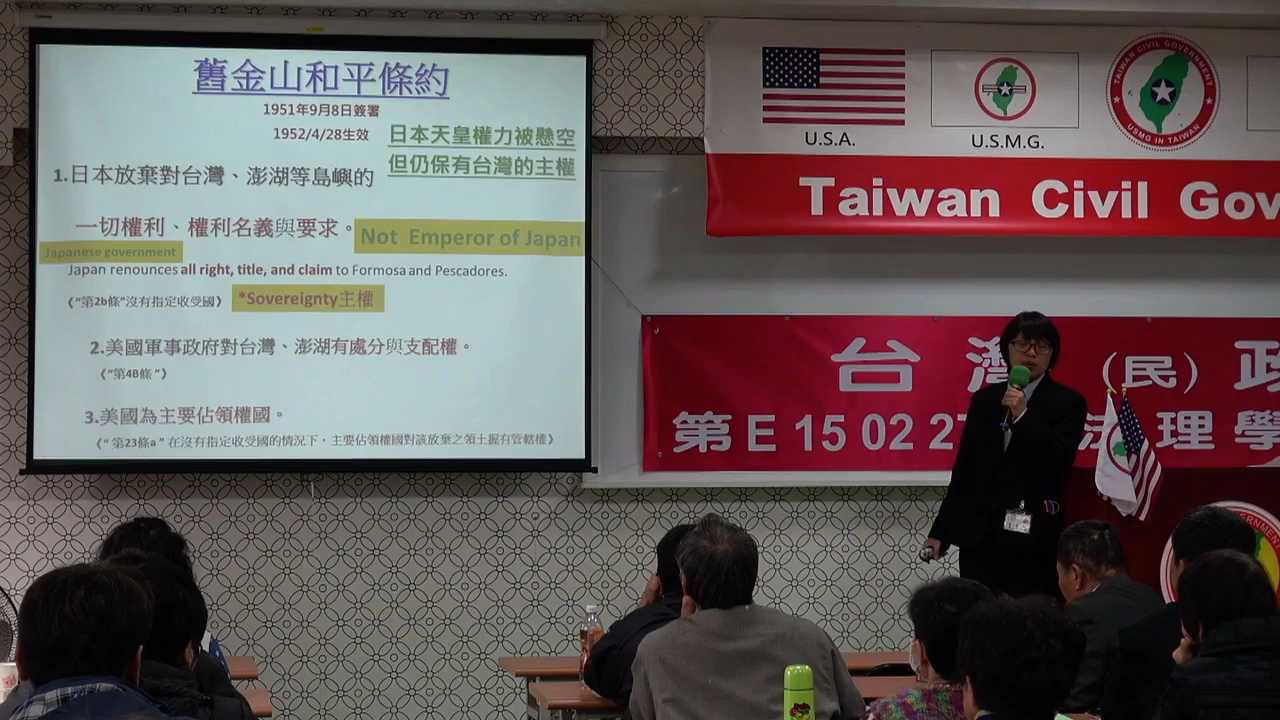 舊金山和平條約
1951年9月8日簽署
1952/4/28生效
日本天皇權力被懸空
但仍保有台灣的主權
1.日本放棄對台灣、澎湖等島嶼的
一切權利、權利名義與要求。
Not Emperor of Japan
Japanese government
Japan renounces all right, title, and claim to Formosa and Pescadores.
《“第2b條”沒有指定收受國》
*Sovereignty主權
2.美國軍事政府對台灣、澎湖有處分與支配權。
《“第4B條 ”》
3.美國為主要佔領權國。
《“ 第23條a ” 在沒有指定收受國的情況下，主要佔領權國對該放棄之領土握有管轄權》
U.S.A.
U.S.M.G.
TAIWAN CIVIL GOVERNMENT
USMG IN TAIWAN
Taiwan Civil Gov
台 灣 （民） 政
第 E 15 02 27 法 理 學